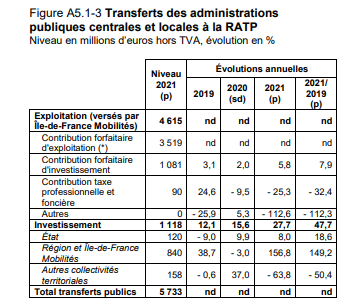 Figure A5.1-3 Transferts des administrations
publiques centrales et locales à la RATP
Niveau en millions d'euros hors TVA, évolution en %
Niveau 2021 (p) Évolutions annuelles
2019 2020 (sd) 2021 (p) 2021/ 2019 (p)
Exploitation (versés par
Île-de-France Mobilités) 4 615 nd nd nd nd
Contribution forfaitaire
d'exploitation (*) 3 519 nd nd nd nd
Contribution forfaitaire
d'investissement 1 081 3,1 2,0 5,8 7,9
Contribution taxe
professionnelle et
foncière 90 24,6 - 9,5 - 25,3 - 32,4
Autres 0 - 25,9 5,3 - 112,6 - 112,3
Investissement 1 118 12,1 15,6 27,7 47,7
État 120 - 9,0 9,9 8,0 18,6
Région et Île-de-France
Mobilités 840 38,7 - 3,0 156,8 149,2
Autres collectivités
territoriales 158 - 0,6 37,0 - 63,8 - 50,4
Total transferts publics 5 733 nd nd nd nd